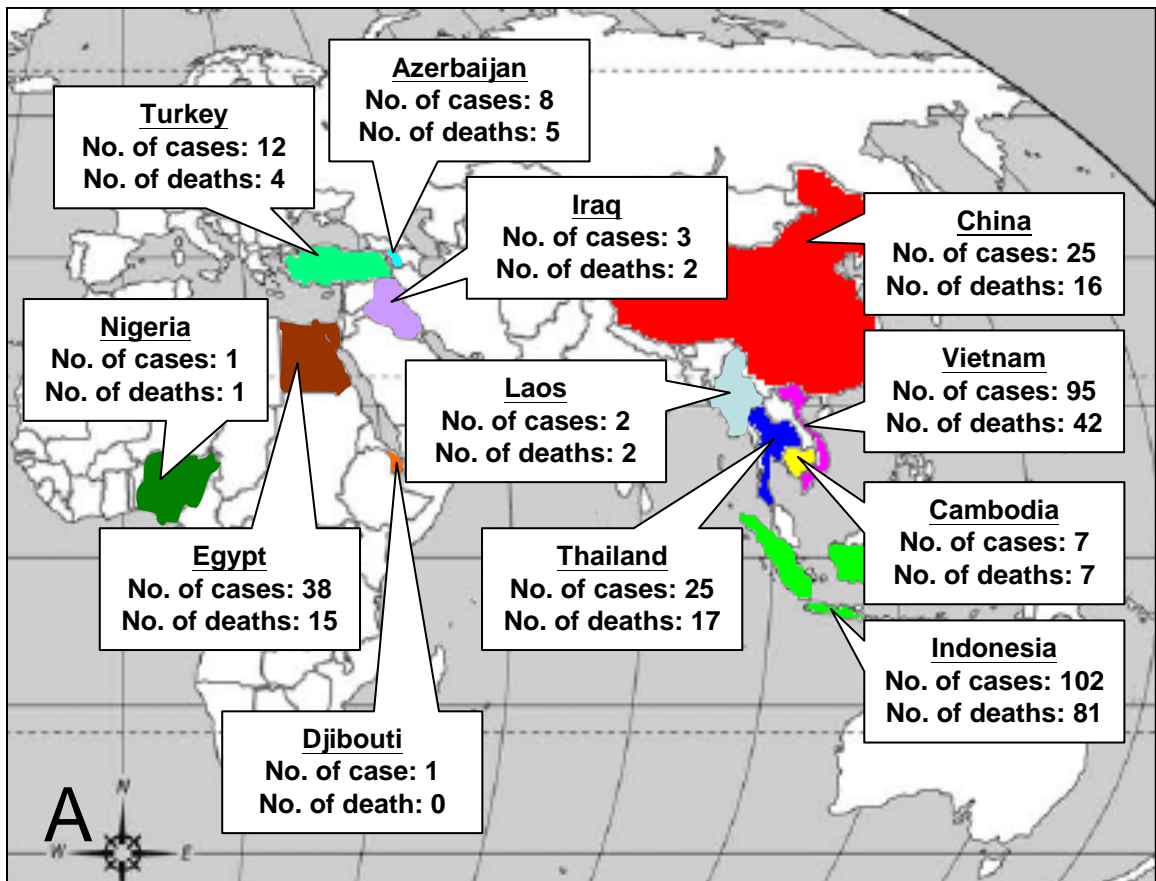 Azerbaijan
No. of cases: 8
No. of deaths: 5
Turkey
No. of cases: 12
No. of deaths: 4
Iraq
No. of cases: 3
No. of deaths: 2
China
No. of cases: 25
No. of deaths: 16
Nigeria
No. of cases: 1
No. of deaths: 1
Laos
No. of cases: 2
No. of deaths: 2
Vietnam
No. of cases: 95
No. of deaths: 42
Egypt
No. of cases: 38
No. of deaths: 15
Thailand
No. of cases: 25
No. of deaths: 17
Cambodia
No. of cases: 7
No. of deaths: 7
Indonesia
No. of cases: 102
No. of deaths: 81
Djibouti
No. of case: 1
No. of death: 0
A
N
W
E